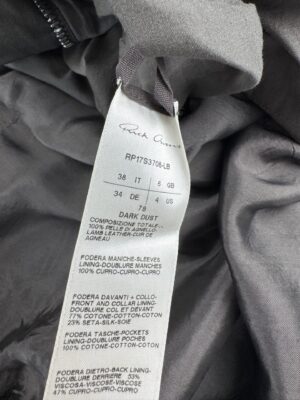 Rick Owens
RP17S3706-LB
38 IT 6 GB
34 DE 4 US
78
DARK DUST
COMPOSIZIONE TOTALE-
100% PELLE DI AGNELLO-
LAMB LEATHER-CUIR DE
AGNEAU
FODERA MANICHE-SLEEVES
LINING-DOUBLURE MANCHES
100% CUPRO-CUPRO-CUPRO
FODERA DAVANTI + COLLO-
FRONT AND COLLAR LINING-
DOUBLURE COL ET DEVANT
77% COTONE-COTTON-COTON
23% SETA-SILK-SOIE
FODERA TASCHE-POCKETS
LINING-DOUBLURE POCHES
100% COTONE-COTTON-COTON
FODERA DIETRO-BACK LINING-
DOUBLURE DERRIERE 53%
VISCOSA-VISCOSE-VISCOSE
47% CUPRO-CUPRO-CUPRO